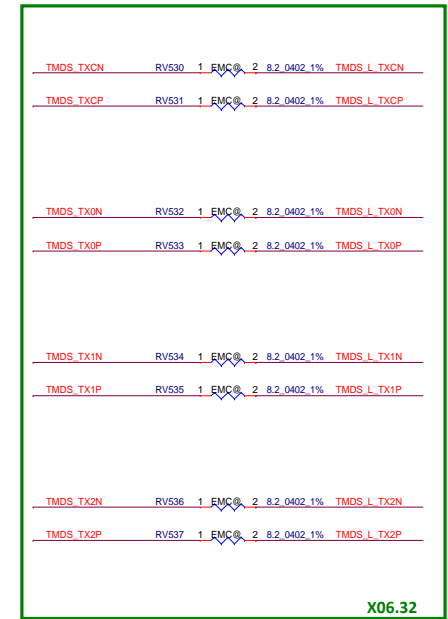 TMDS_TXCN RV530 1 EMC@ 2 8.2_0402_1% TMDS_L_TXCN
TMDS_TXCP RV531 1 EMC@ 2 8.2_0402_1% TMDS_L_TXCP
TMDS_TX0N RV532 1 EMC@ 2 8.2_0402_1% TMDS_L_TX0N
TMDS_TX0P RV533 1 EMC@ 2 8.2_0402_1% TMDS_L_TX0P
TMDS_TX1N RV534 1 EMC@ 2 8.2_0402_1% TMDS_L_TX1N
TMDS_TX1P RV535 1 EMC@ 2 8.2_0402_1% TMDS_L_TX1P
TMDS_TX2N RV536 1 EMC@ 2 8.2_0402_1% TMDS_L_TX2N
TMDS_TX2P RV537 1 EMC@ 2 8.2_0402_1% TMDS_L_TX2P
X06.32